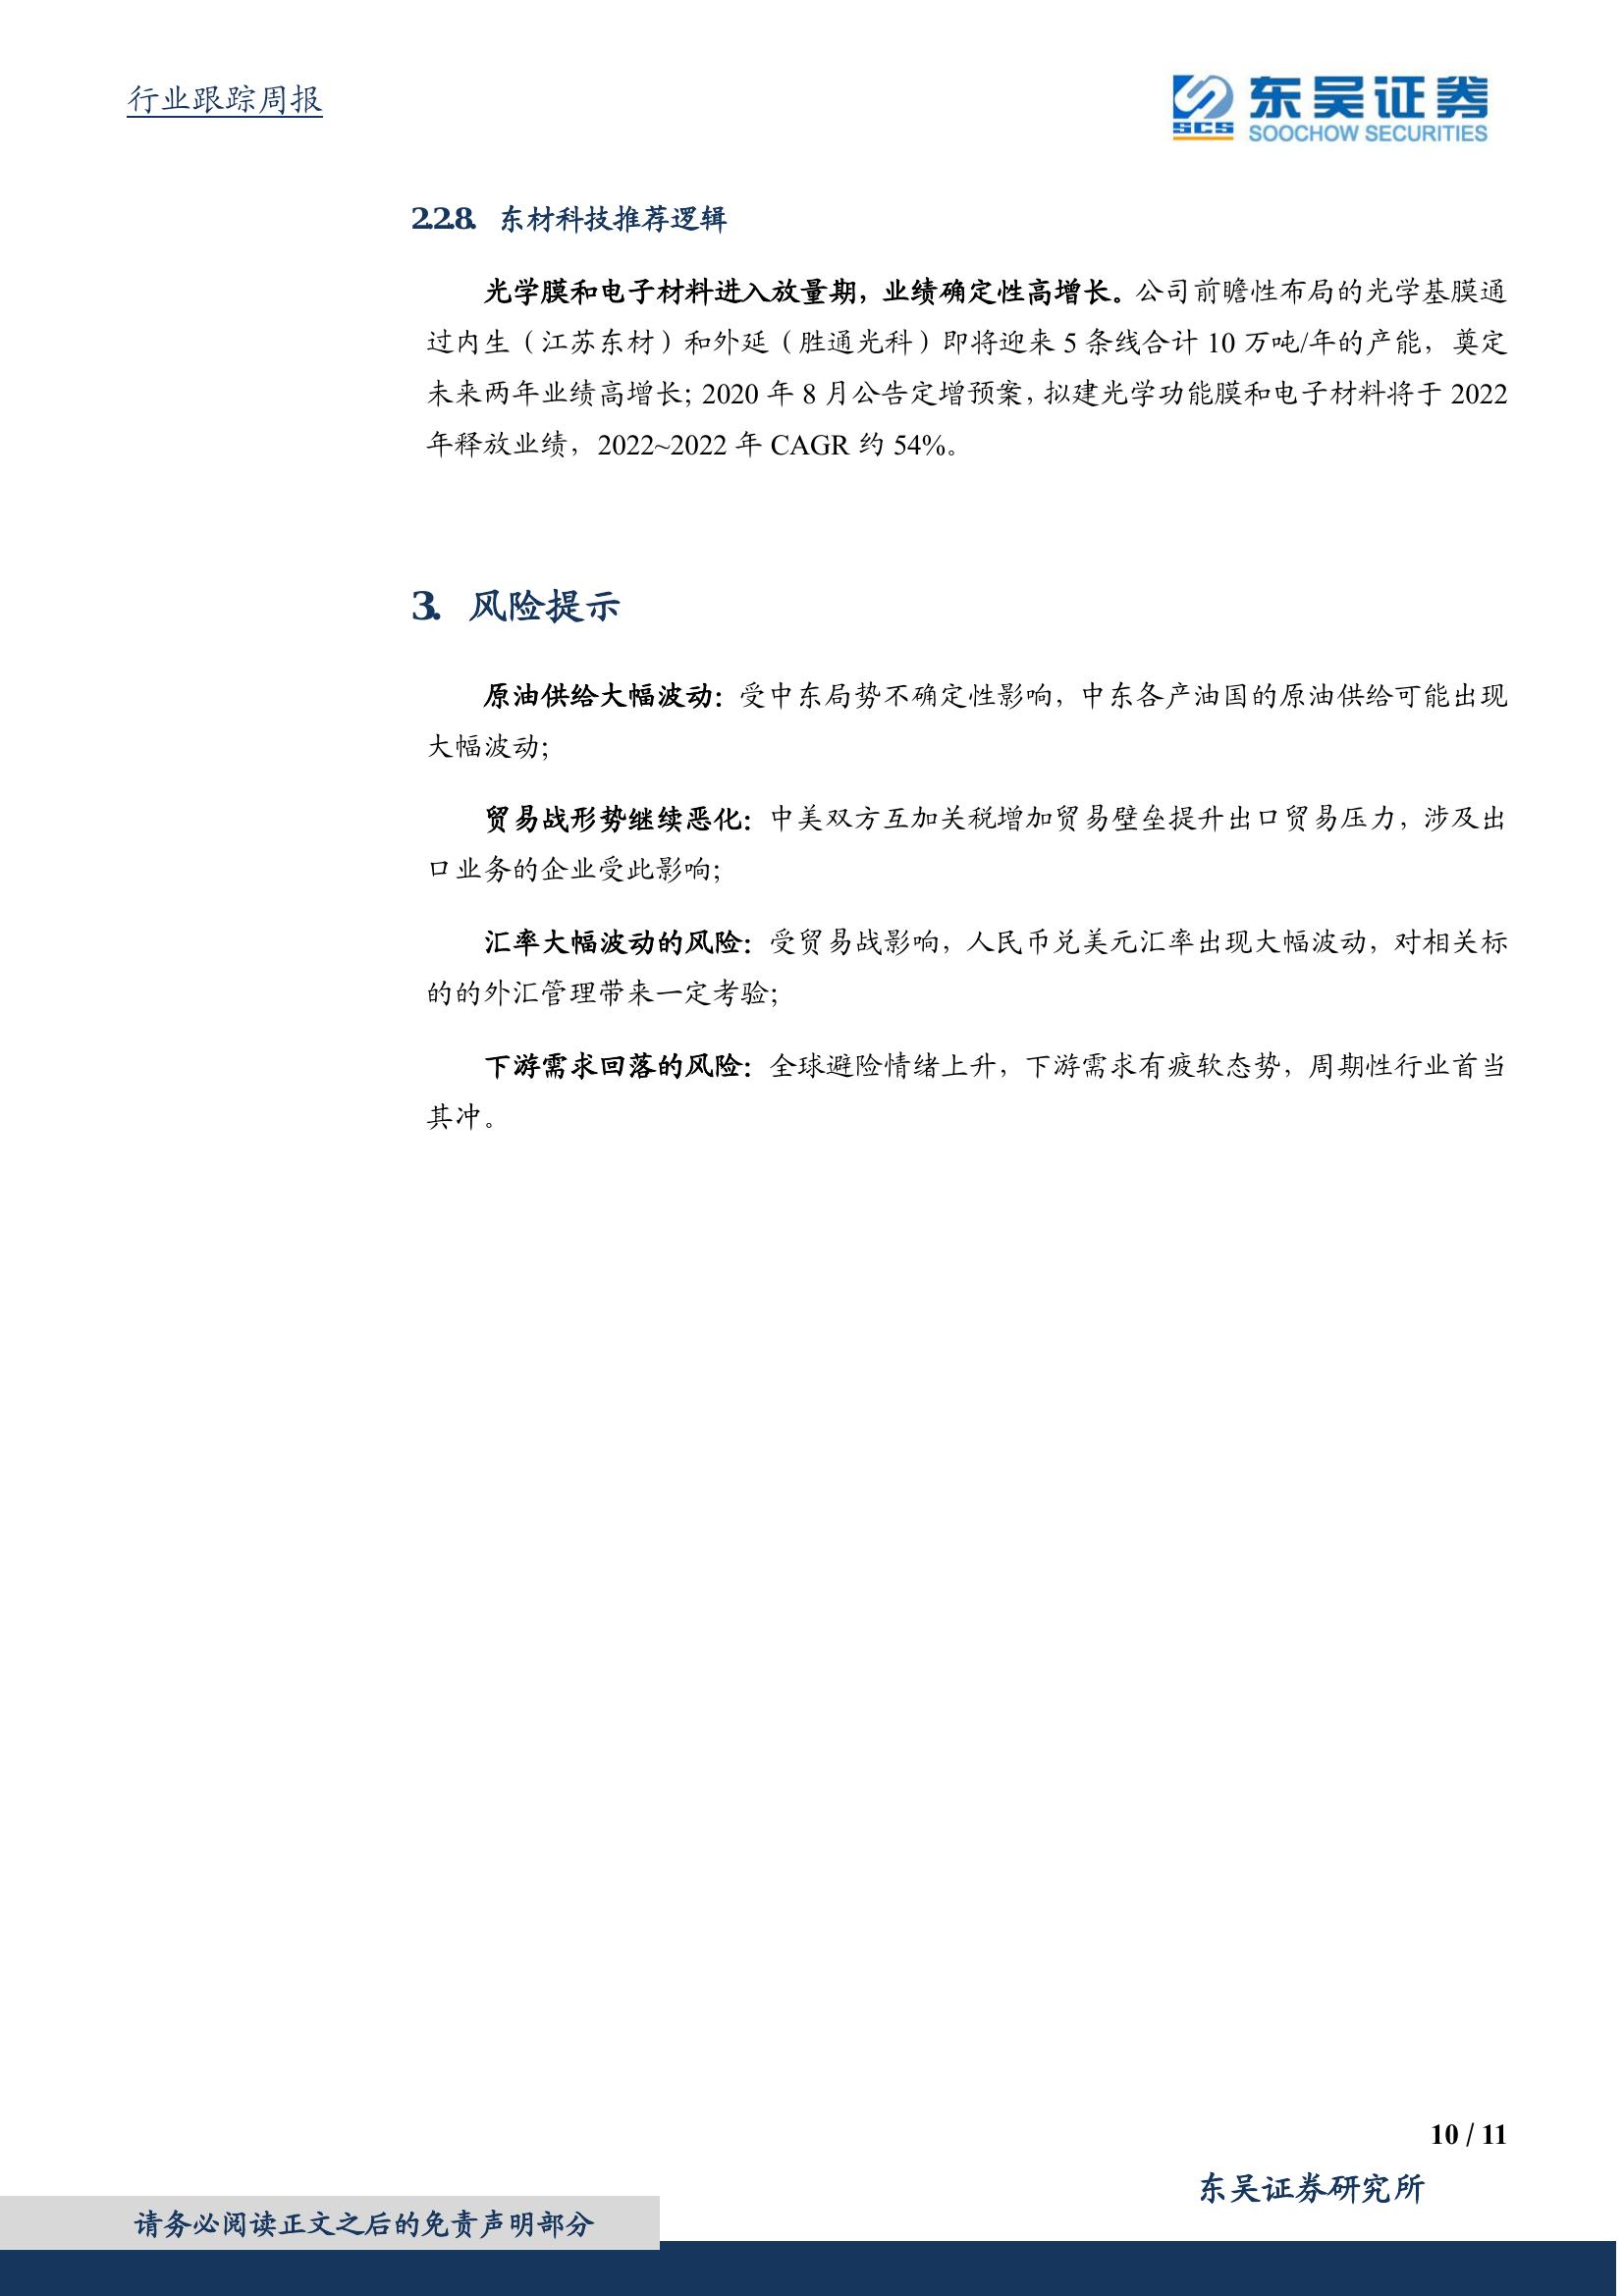 行业跟踪周报
SCS
东吴证券
SOOCHOW SECURITIES
2.2.8. 东材科技推荐逻辑
光学膜和电子材料进入放量期，业绩确定性高增长。公司前瞻性布局的光学基膜通
过内生（江苏东材）和外延（胜通光科）即将迎来 5 条线合计 10 万吨/年的产能，奠定
未来两年业绩高增长；2020 年 8 月公告定增预案，拟建光学功能膜和电子材料将于 2022
年释放业绩，2022~2022 年 CAGR 约 54%。
3. 风险提示
原油供给大幅波动：受中东局势不确定性影响，中东各产油国的原油供给可能出现
大幅波动；
贸易战形势继续恶化：中美双方互加关税增加贸易壁垒提升出口贸易压力，涉及出
口业务的企业受此影响；
汇率大幅波动的风险：受贸易战影响，人民币兑美元汇率出现大幅波动，对相关标
的的外汇管理带来一定考验；
下游需求回落的风险：全球避险情绪上升，下游需求有疲软态势，周期性行业首当
其冲。
10 / 11
东吴证券研究所
请务必阅读正文之后的免责声明部分